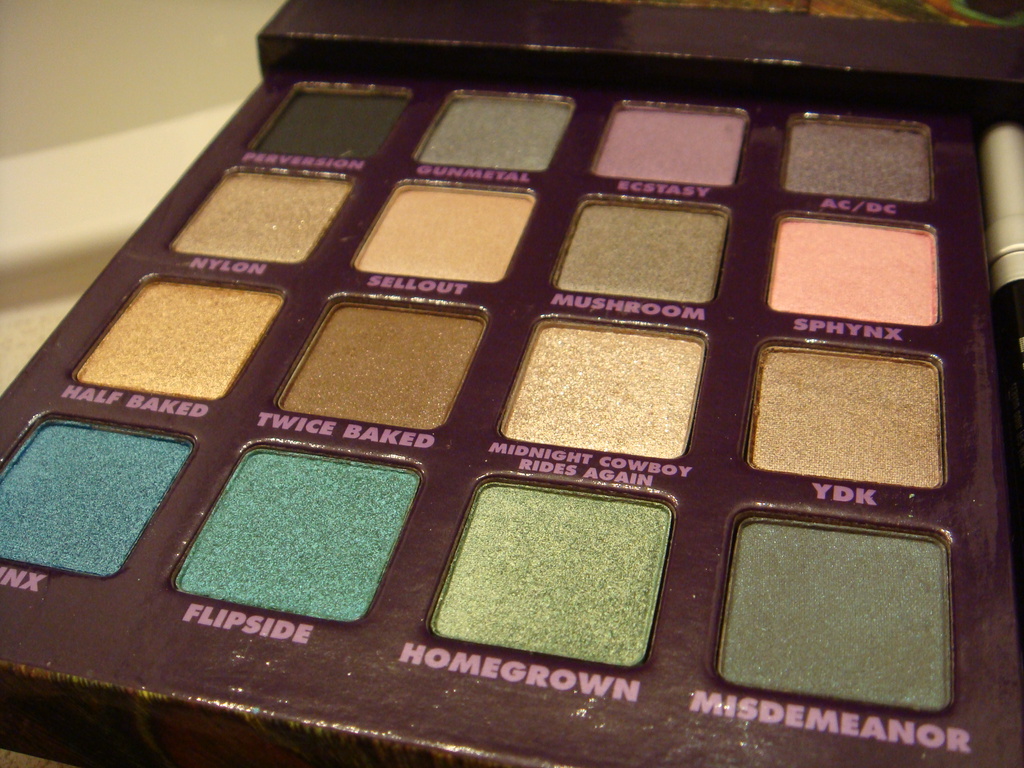 PERVERSION
GUNMETAL
ECSTASY
AC/DC
NYLON
SELLOUT
MUSHROOM
SPHYNX
HALF BAKED
TWICE BAKED
MIDNIGHT COWBOY
RIDES AGAIN
YDK
INX
FLIPSIDE
HOMEGROWN
MISDEMEANOR